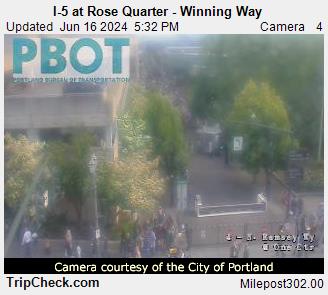 I-5 at Rose Quarter - Winning Way
Updated Jun 16 2024 5:32 PM Camera 4
PBOT
PORTLAND BUREAU OF TRANSPORTATION
N Ctr
Camera courtesy of the City of Portland
TripCheck.com Milepost302.00